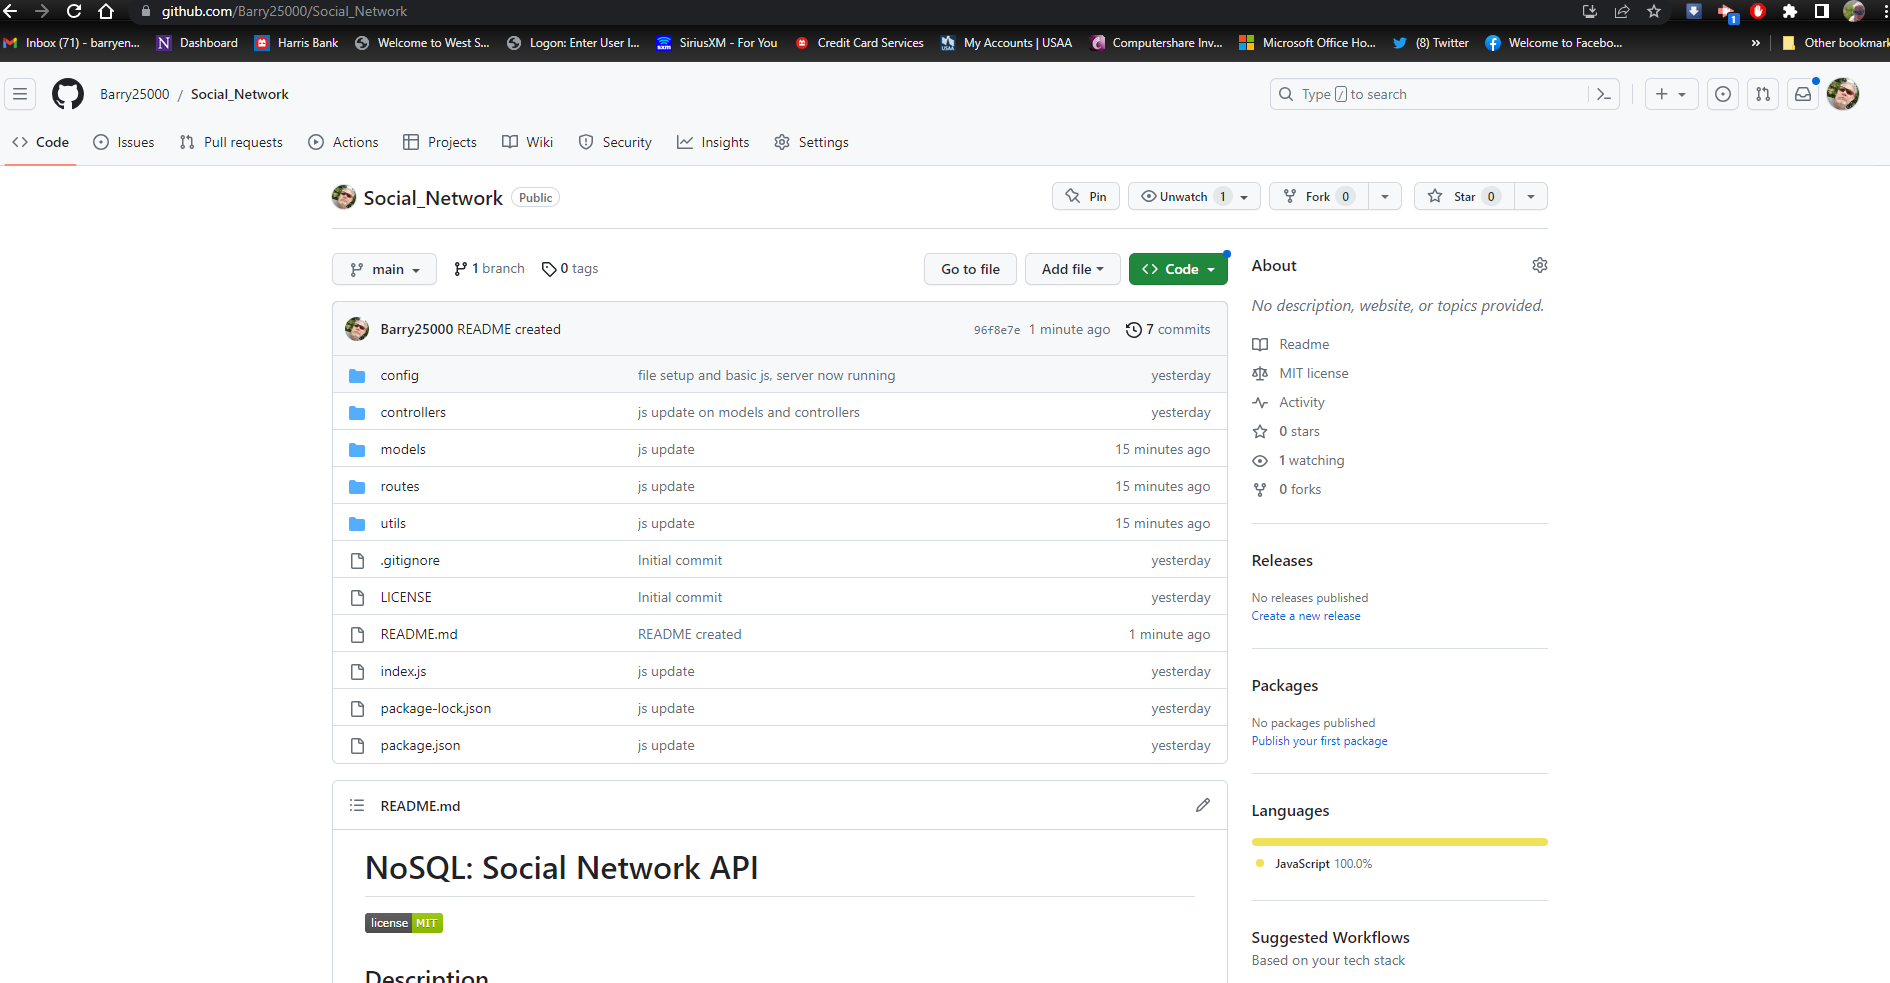 github.com/Barry25000/Social_Network
1
Inbox (71) - barryen... Dashboard Harris Bank Welcome to West S... Logon: Enter User I... SiriusXM - For You Credit Card Services My Accounts | USAA Computershare Inv... Microsoft Office Ho... (8) Twitter Welcome to Facebo... » Other bookmark
Barry25000 / Social_Network
Type / to search
Code Issues Pull requests Actions Projects Wiki Security Insights Settings
Social_Network Public
Pin Unwatch 1 Fork 0 Star 0
main 1 branch 0 tags
Go to file Add file Code
Barry25000 README created 96f8e7e 1 minute ago 7 commits
config file setup and basic js, server now running yesterday
controllers js update on models and controllers yesterday
models js update 15 minutes ago
routes js update 15 minutes ago
utils js update 15 minutes ago
.gitignore Initial commit yesterday
LICENSE Initial commit yesterday
README.md README created 1 minute ago
index.js js update yesterday
package-lock.json js update yesterday
package.json js update yesterday
README.md
NoSQL: Social Network API
license MIT
Description
About
No description, website, or topics provided.
Readme
MIT license
Activity
0 stars
1 watching
0 forks
Releases
No releases published
Create a new release
Packages
No packages published
Publish your first package
Languages
JavaScript 100.0%
Suggested Workflows
Based on your tech stack